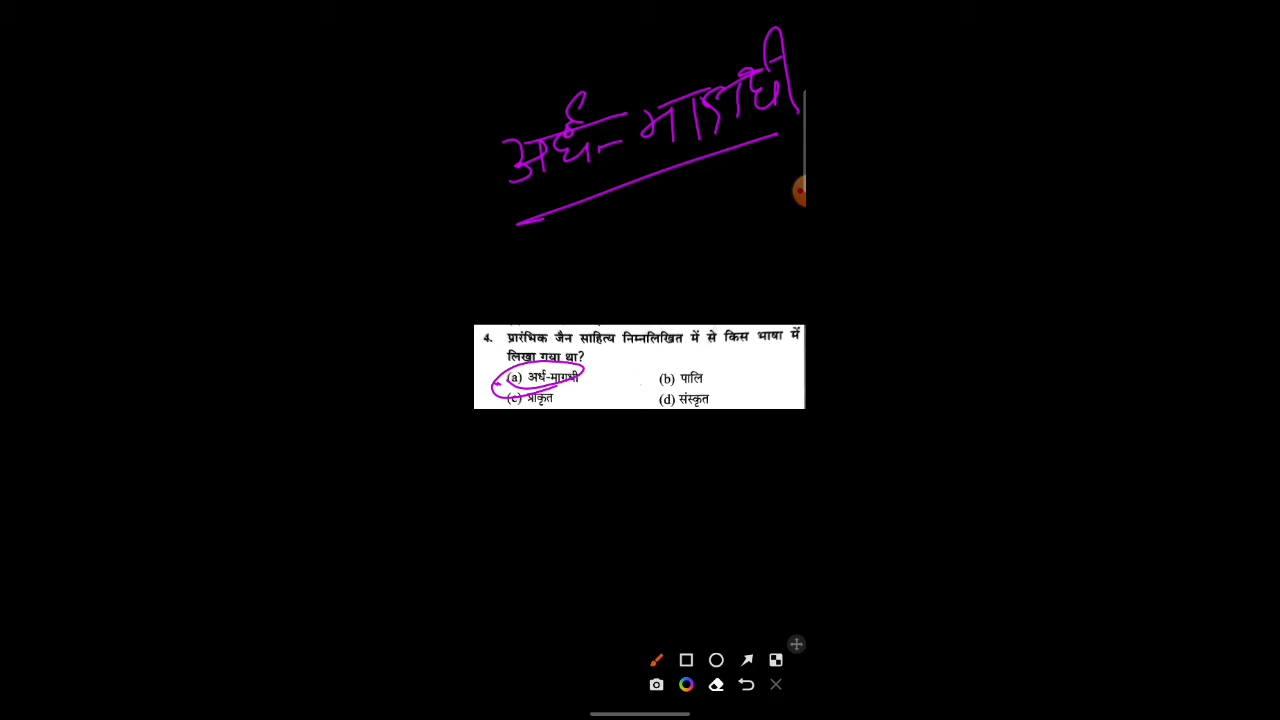 अर्ध-मागधी
4. प्रारंभिक जैन साहित्य निम्नलिखित में से किस भाषा में
लिखा गया था?
(a) अर्ध-मागधी (b) पालि
(c) प्राकृत (d) संस्कृत